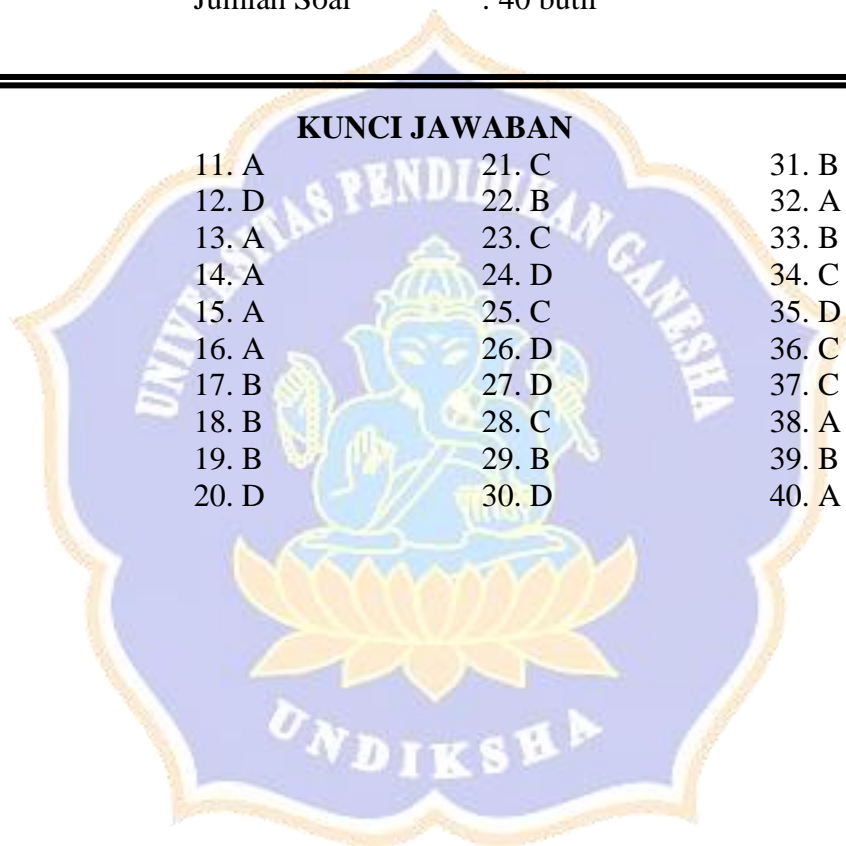 Jumlah Soal : 40 butir
KUNCI JAWABAN
11. A 21. C 31. B
12. D 22. B 32. A
13. A 23. C 33. B
14. A 24. D 34. C
15. A 25. C 35. D
16. A 26. D 36. C
17. B 27. D 37. C
18. B 28. C 38. A
19. B 29. B 39. B
20. D 30. D 40. A
UNIVERSITAS PENDIDIKAN GANESHA
UNDIKSHA